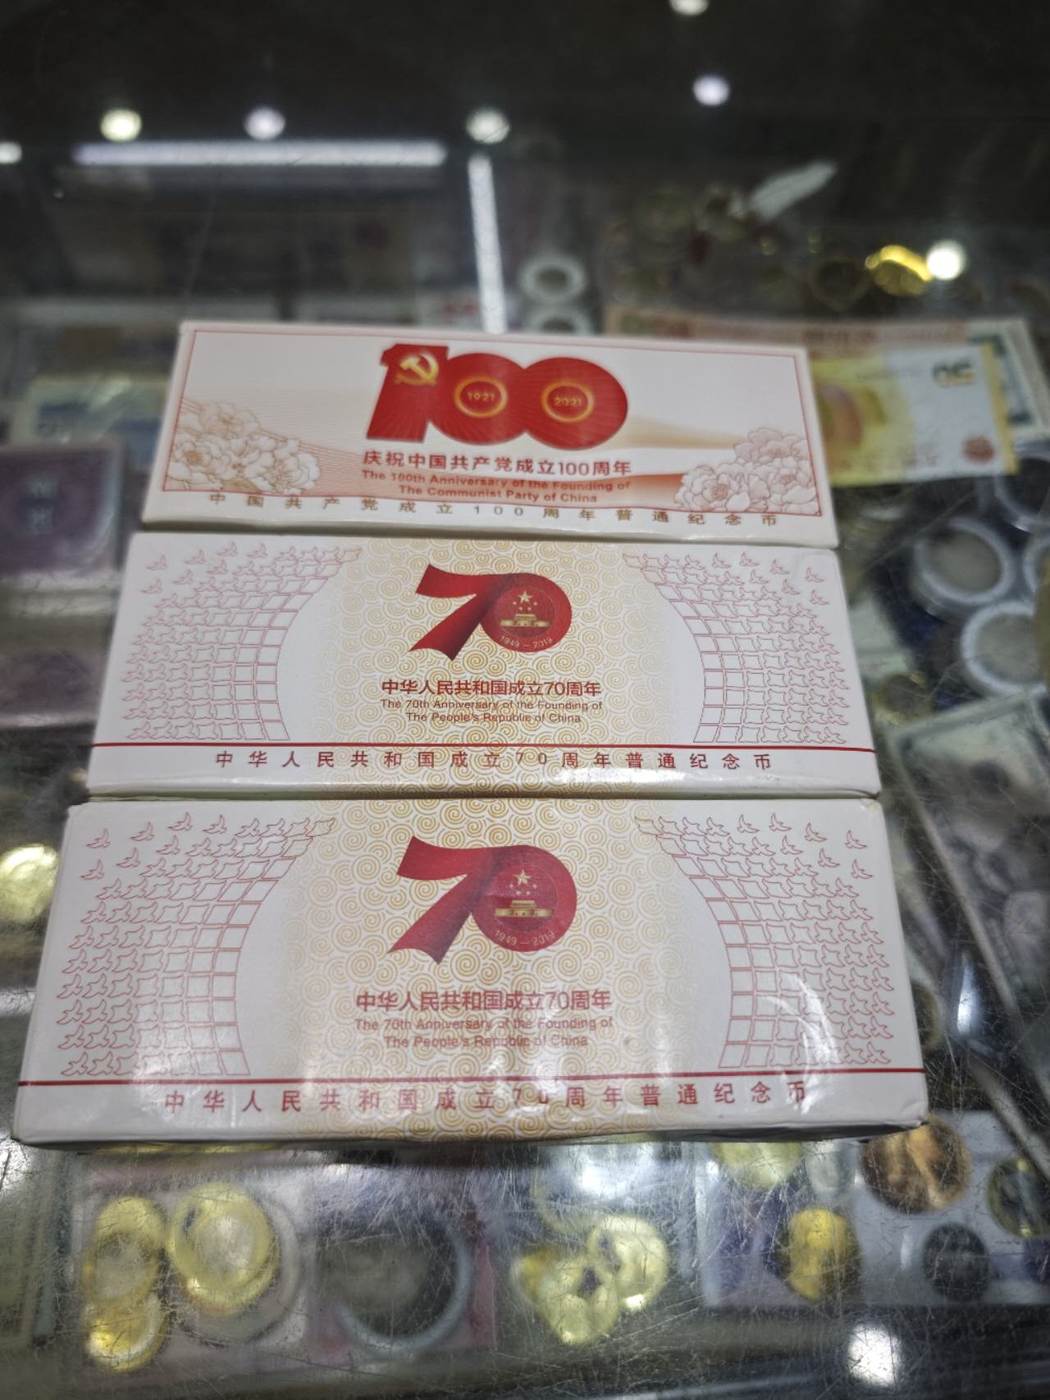 100
1921
2021
庆祝中国共产党成立100周年
The 100th Anniversary of the Founding of
The Communist Party of China
中国共产党成立100周年普通纪念币
70
1949—2019
中华人民共和国成立70周年
The 70th Anniversary of the Founding of
The People's Republic of China
中华人民共和国成立70周年普通纪念币
70
1949—2019
中华人民共和国成立70周年
The 70th Anniversary of the Founding of
The People's Republic of China
中华人民共和国成立70周年普通纪念币